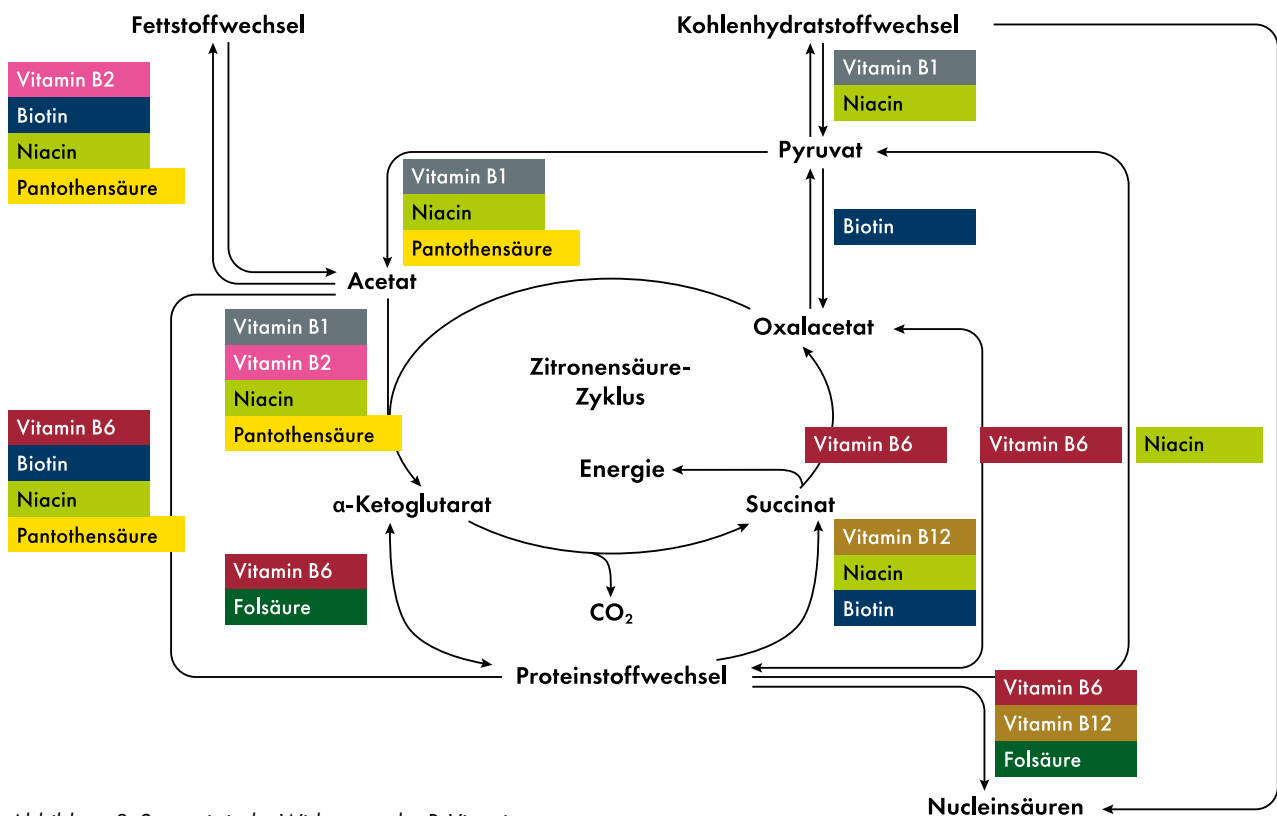 Fettstoffwechsel
Kohlenhydratstoffwechsel
Vitamin B2
Biotin
Niacin
Pantothensäure
Vitamin B1
Niacin
Pyruvat
Vitamin B1
Niacin
Pantothensäure
Biotin
Acetat
Oxalacetat
Vitamin B1
Vitamin B2
Niacin
Pantothensäure
Zitronensäure-
Zyklus
Vitamin B6
Biotin
Niacin
Pantothensäure
Vitamin B6
Vitamin B6
Niacin
Energie
α-Ketoglutarat
Succinat
Vitamin B6
Folsäure
Vitamin B12
Niacin
Biotin
CO₂
Proteinstoffwechsel
Vitamin B6
Vitamin B12
Folsäure
Nucleinsäuren